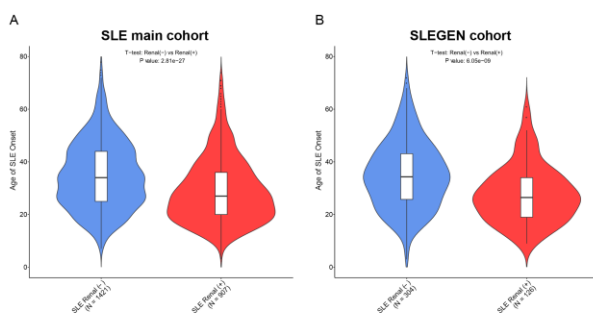 A
SLE main cohort
T-test: Renal(-) vs Renal(+)
P value: 2.81e-27
80
60
40
20
0
Age of SLE Onset
SLE Renal (-)
(N = 1421)
SLE Renal (+)
(N = 907)
B
SLEGEN cohort
T-test: Renal(-) vs Renal(+)
P value: 6.05e-09
80
60
40
20
0
Age of SLE Onset
SLE Renal (-)
(N = 304)
SLE Renal (+)
(N = 126)